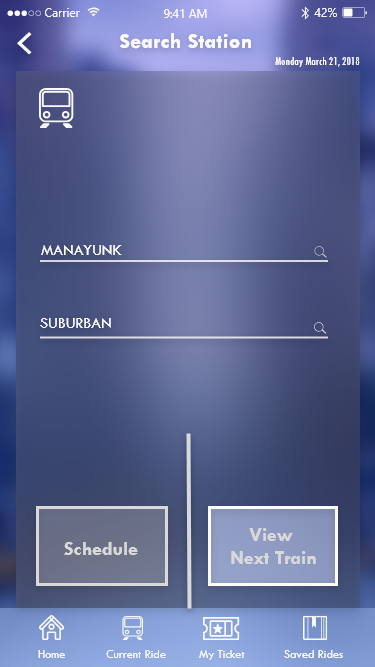 Carrier 9:41 AM 42%
Search Station
Monday March 21, 2018
MANAYUNK
SUBURBAN
Schedule
View
Next Train
Home Current Ride My Ticket Saved Rides